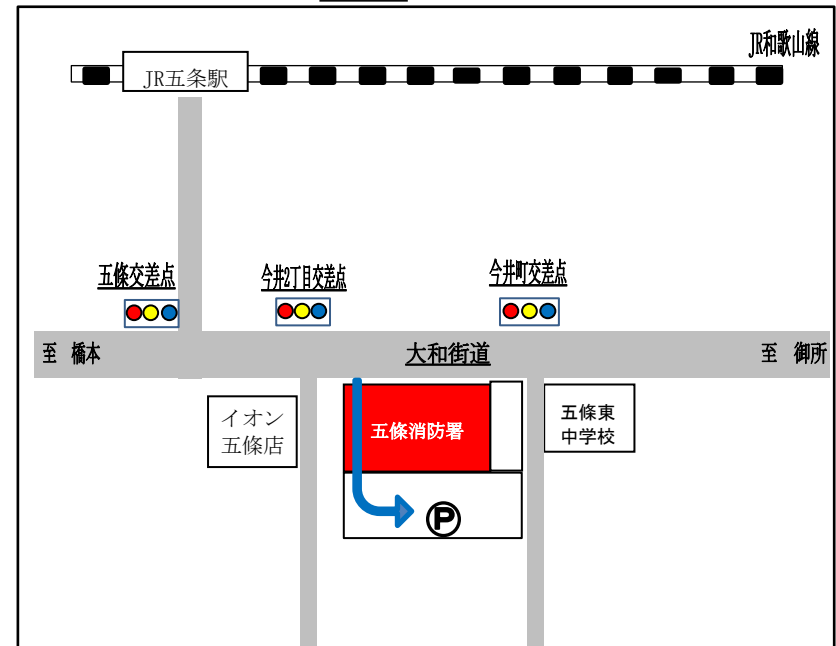 JR和歌山線
JR五条駅
五條交差点
今井2丁目交差点
今井町交差点
至 橋本
大和街道
至 御所
イオン
五條店
五條消防署
五條東
中学校
P